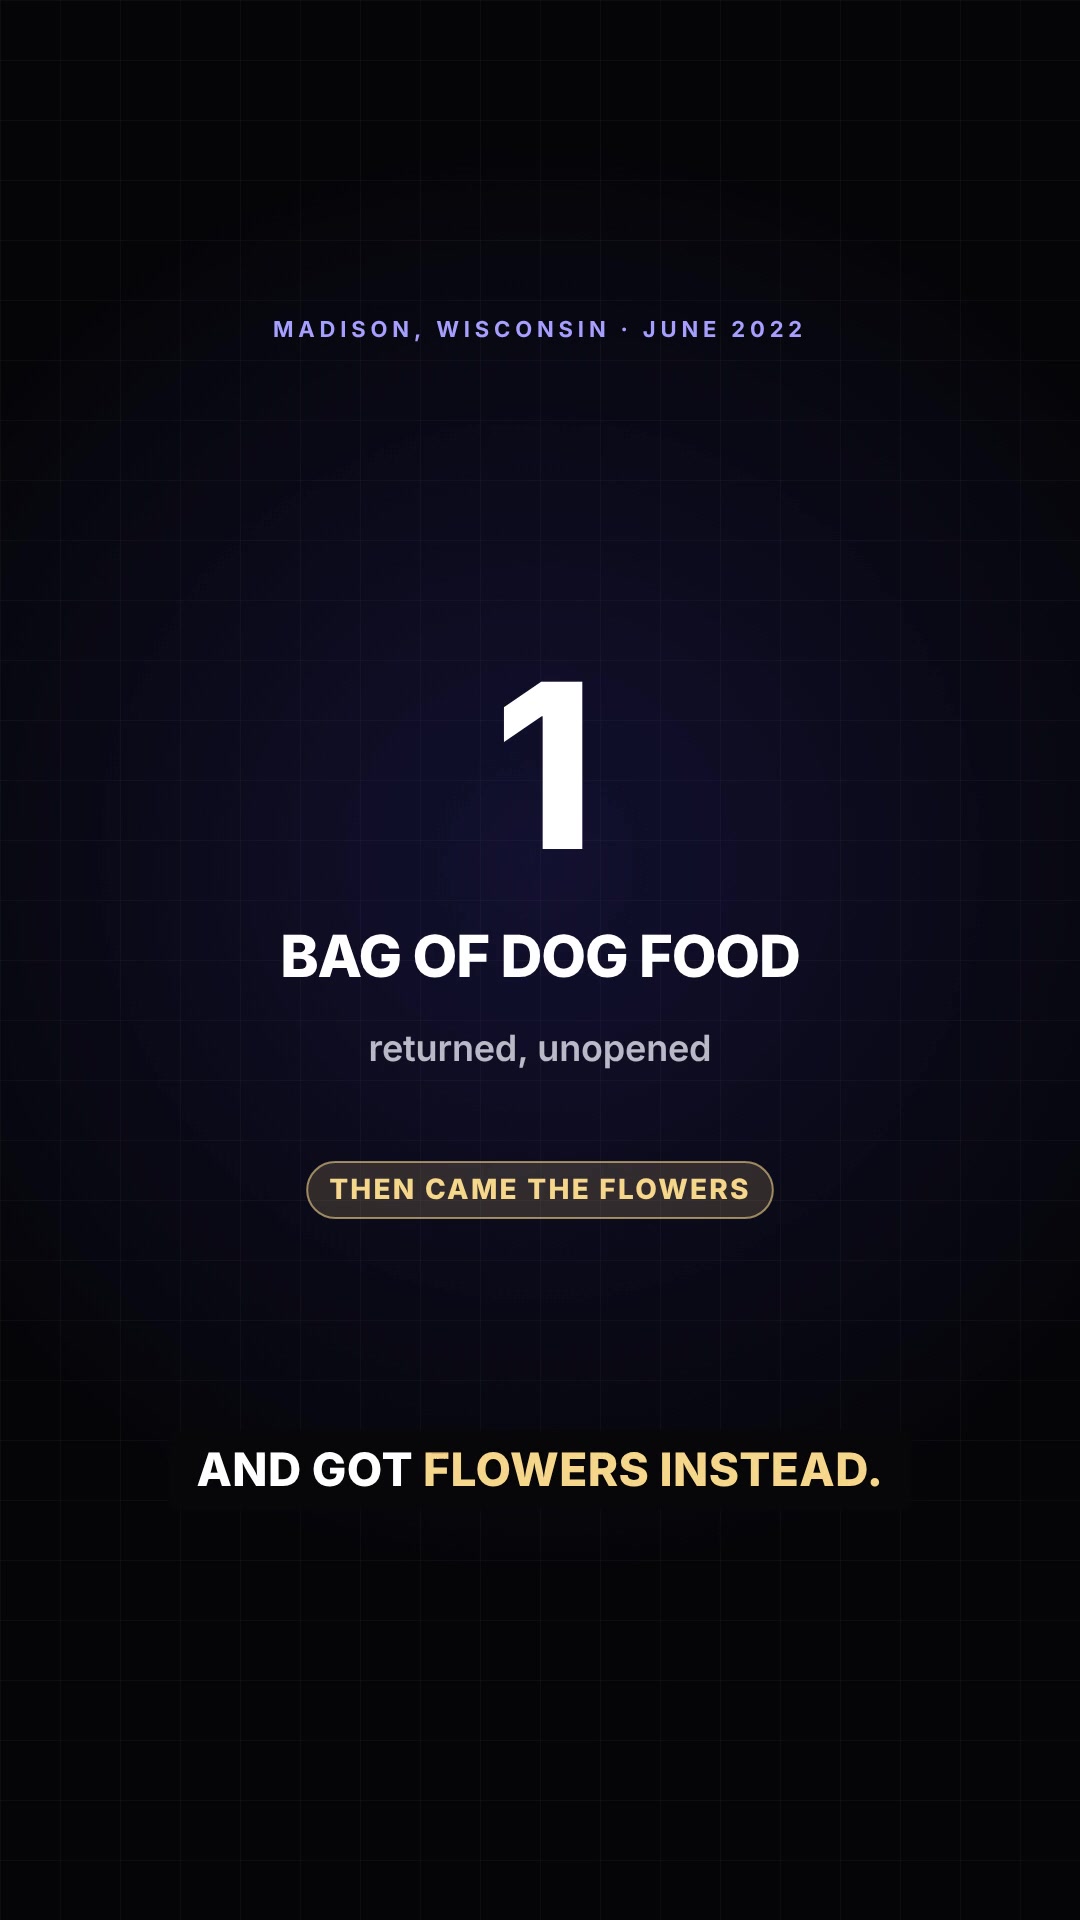 MADISON, WISCONSIN · JUNE 2022
1
BAG OF DOG FOOD
returned, unopened
THEN CAME THE FLOWERS
AND GOT FLOWERS INSTEAD.